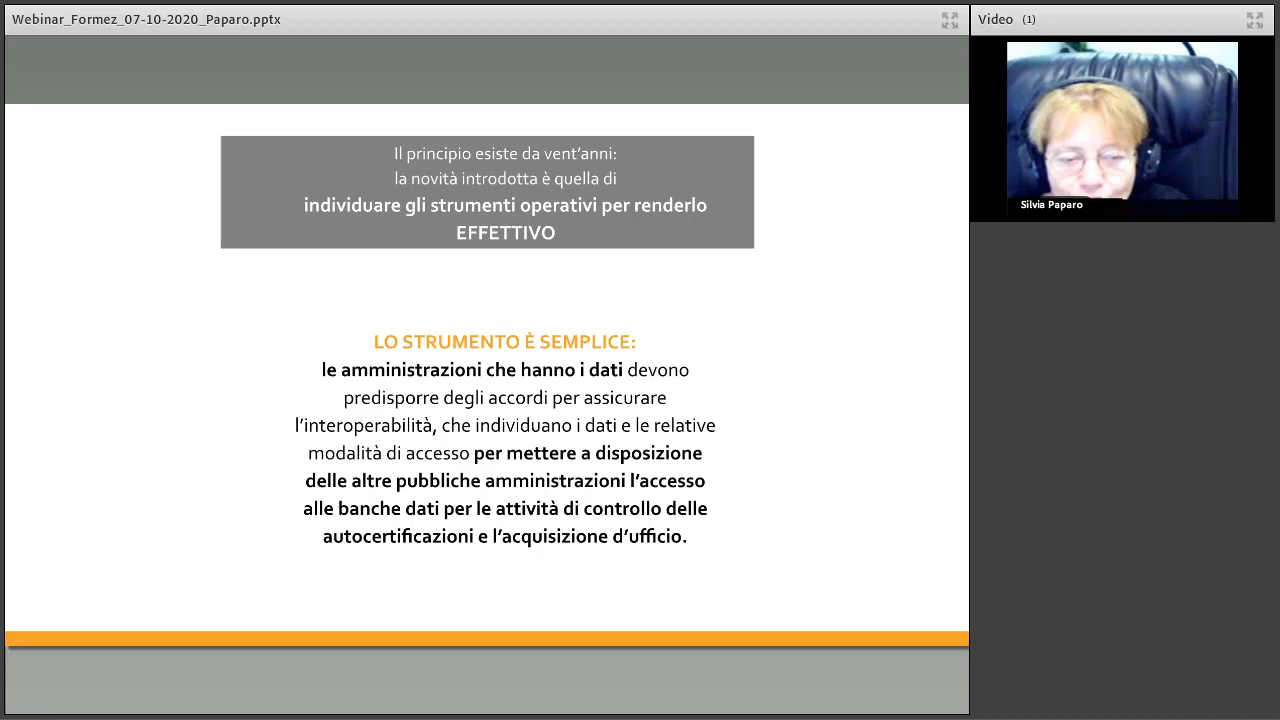 Webinar_Formez_07-10-2020_Paparo.pptx
Video (1)
Il principio esiste da vent’anni:
la novità introdotta è quella di
individuare gli strumenti operativi per renderlo
EFFETTIVO
LO STRUMENTO È SEMPLICE:
le amministrazioni che hanno i dati devono
predisporre degli accordi per assicurare
l’interoperabilità, che individuano i dati e le relative
modalità di accesso per mettere a disposizione
delle altre pubbliche amministrazioni l’accesso
alle banche dati per le attività di controllo delle
autocertificazioni e l’acquisizione d’ufficio.
Silvia Paparo